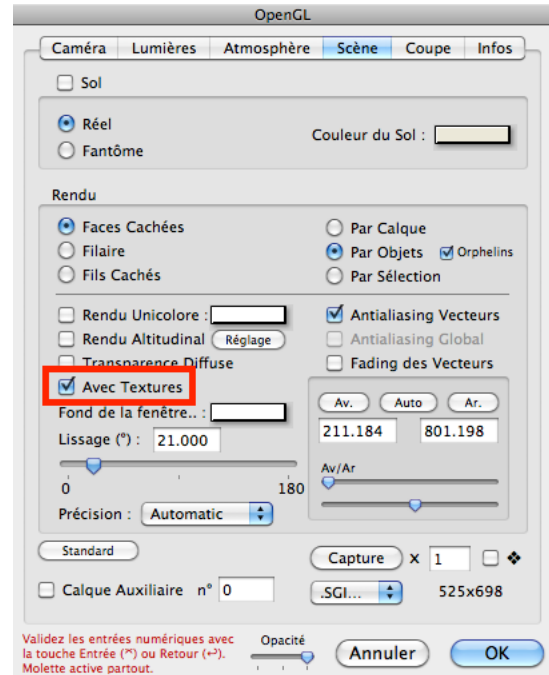 OpenGL
Caméra Lumières Atmosphère Scène Coupe Infos
Sol
Réel
Couleur du Sol :
Fantôme
Rendu
Faces Cachées Par Calque
Filaire Par Objets Orphelins
Fils Cachés Par Sélection
Rendu Unicolore : Antialiasing Vecteurs
Rendu Altitudinal Réglage Antialiasing Global
Transparence Diffuse Fading des Vecteurs
Avec Textures
Av. Auto Ar.
Fond de la fenêtre.. :
211.184 801.198
Lissage (°) : 21.000
Av/Ar
0 180
Précision : Automatic
Standard
Capture x 1 ❖
Calque Auxiliaire n° 0 .SGI... 525x698
Validez les entrées numériques avec
la touche Entrée (⌤) ou Retour (↩).
Molette active partout.
Opacité
Annuler OK